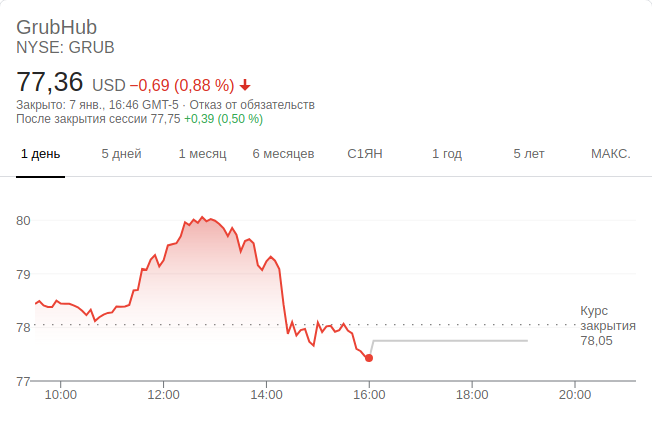 GrubHub
NYSE: GRUB
77,36 USD −0,69 (0,88 %)
Закрыто: 7 янв., 16:46 GMT-5 · Отказ от обязательств
После закрытия сессии 77,75 +0,39 (0,50 %)
1 день 5 дней 1 месяц 6 месяцев С1ЯН 1 год 5 лет МАКС.
80
79
78
77
Курс
закрытия
78,05
10:00 12:00 14:00 16:00 18:00 20:00